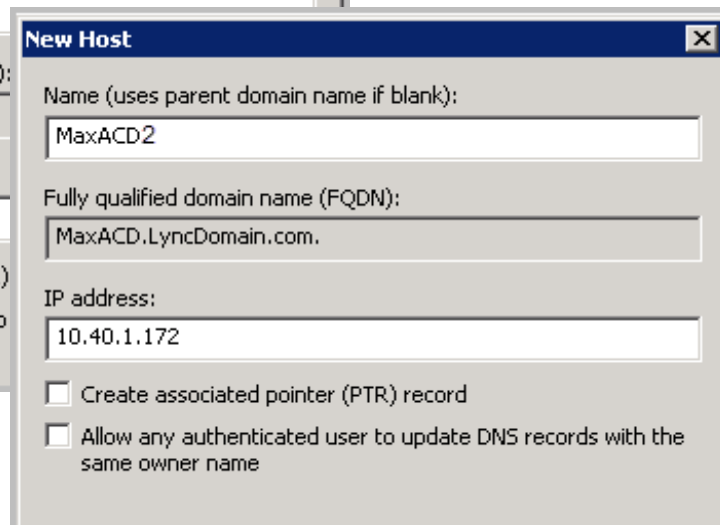 New Host
):
Name (uses parent domain name if blank):
MaxACD2
Fully qualified domain name (FQDN):
MaxACD.LyncDomain.com.
)
IP address:
10.40.1.172
Create associated pointer (PTR) record
Allow any authenticated user to update DNS records with the
same owner name